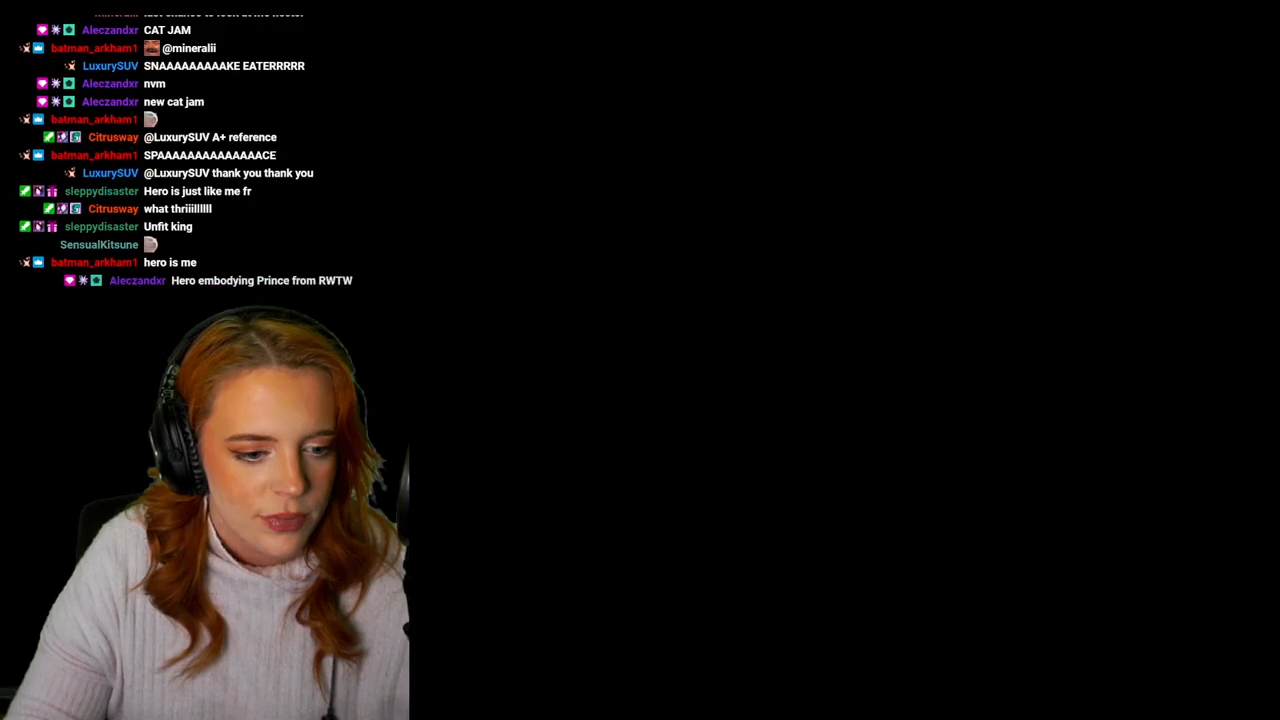 Aleczandxr CAT JAM
batman_arkham1 @mineralii
LuxurySUV SNAAAAAAAAAKE EATERRRRR
Aleczandxr nvm
Aleczandxr new cat jam
batman_arkham1
Citrusway @LuxurySUV A+ reference
batman_arkham1 SPAAAAAAAAAAAAAACE
LuxurySUV @LuxurySUV thank you thank you
sleppydisaster Hero is just like me fr
Citrusway what thriiillllll
sleppydisaster Unfit king
SensualKitsune
batman_arkham1 hero is me
Aleczandxr Hero embodying Prince from RWTW